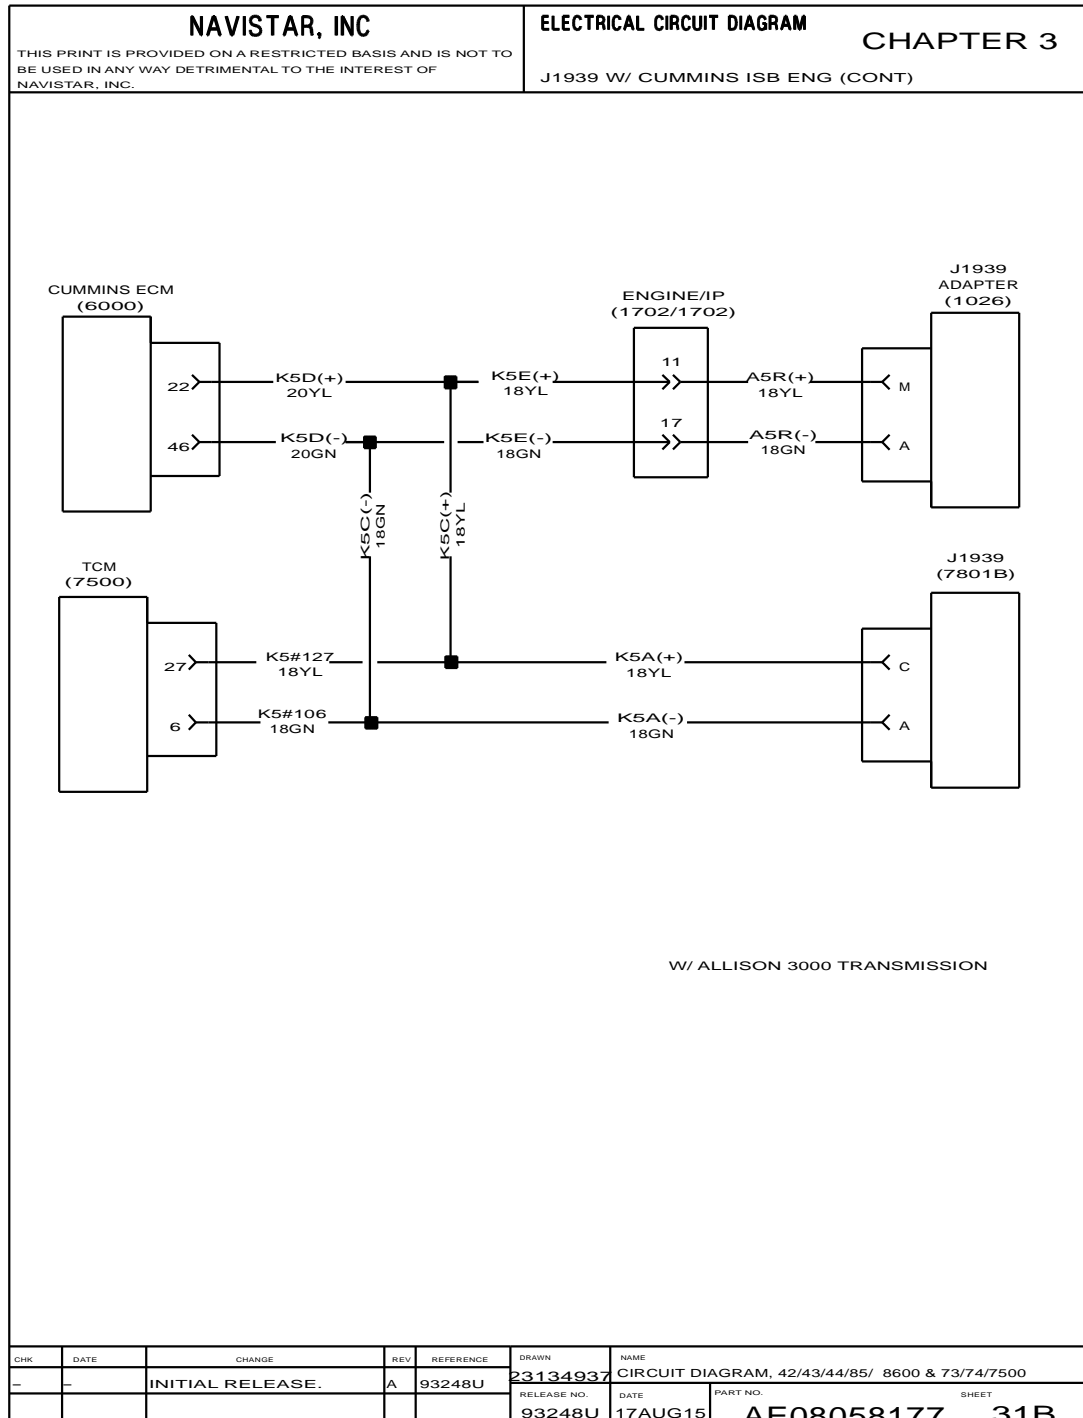 NAVISTAR, INC
THIS PRINT IS PROVIDED ON A RESTRICTED BASIS AND IS NOT TO
BE USED IN ANY WAY DETRIMENTAL TO THE INTEREST OF
NAVISTAR, INC.
ELECTRICAL CIRCUIT DIAGRAM
CHAPTER 3
J1939 W/ CUMMINS ISB ENG (CONT)
CUMMINS ECM
(6000)
ENGINE/IP
(1702/1702)
J1939
ADAPTER
(1026)
22
K5D(+)
20YL
K5E(+)
18YL
11
A5R(+)
18YL
M
46
K5D(-)
20GN
K5E(-)
18GN
17
A5R(-)
18GN
A
K5C(-)
18GN
K5C(+)
18YL
TCM
(7500)
J1939
(7801B)
27
K5#127
18YL
K5A(+)
18YL
C
6
K5#106
18GN
K5A(-)
18GN
A
W/ ALLISON 3000 TRANSMISSION
CHK DATE CHANGE REV REFERENCE
– – INITIAL RELEASE. A 93248U
DRAWN
23134937
NAME
CIRCUIT DIAGRAM, 42/43/44/85/ 8600 & 73/74/7500
RELEASE NO.
93248U
DATE
17AUG15
PART NO.
AE08058177
SHEET
31B